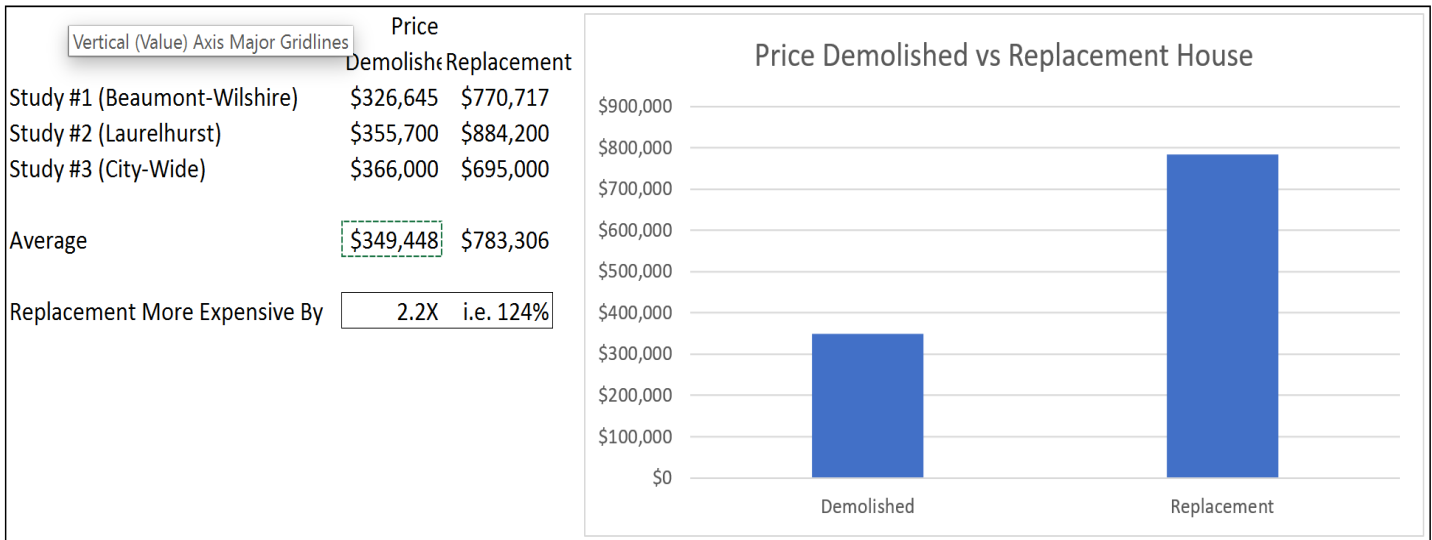 Vertical (Value) Axis Major Gridlines
Price
Demolishe Replacement
Study #1 (Beaumont-Wilshire) $326,645 $770,717
Study #2 (Laurelhurst) $355,700 $884,200
Study #3 (City-Wide) $366,000 $695,000
Average $349,448 $783,306
Replacement More Expensive By 2.2X i.e. 124%
Price Demolished vs Replacement House
$900,000
$800,000
$700,000
$600,000
$500,000
$400,000
$300,000
$200,000
$100,000
$0
Demolished Replacement